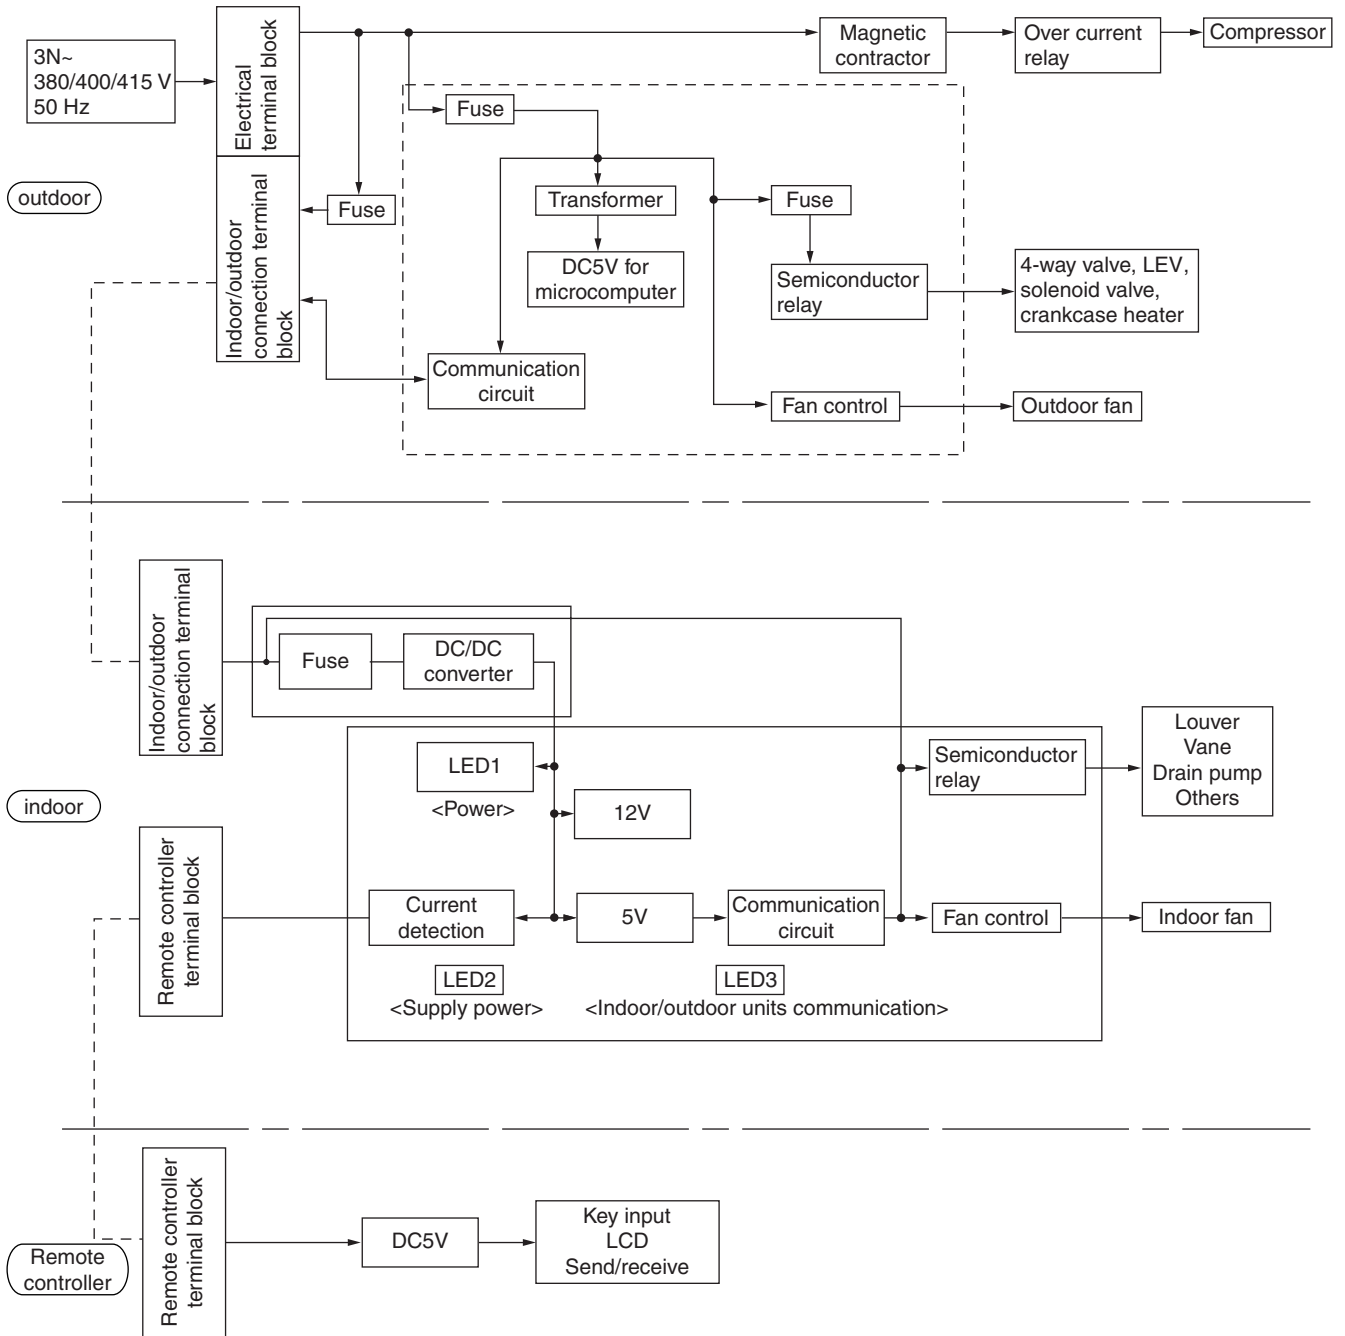 3N~
380/400/415 V
50 Hz
Electrical
terminal block
Magnetic
contractor
Over current
relay
Compressor
Fuse
outdoor
Indoor/outdoor
connection terminal
block
Fuse
Transformer
Fuse
DC5V for
microcomputer
Semiconductor
relay
4-way valve, LEV,
solenoid valve,
crankcase heater
Communication
circuit
Fan control
Outdoor fan
Indoor/outdoor
connection terminal
block
Fuse
DC/DC
converter
LED1
<Power>
12V
Semiconductor
relay
Louver
Vane
Drain pump
Others
indoor
Remote controller
terminal block
Current
detection
5V
Communication
circuit
Fan control
Indoor fan
LED2
<Supply power>
LED3
<Indoor/outdoor units communication>
Remote controller
terminal block
Remote
controller
DC5V
Key input
LCD
Send/receive